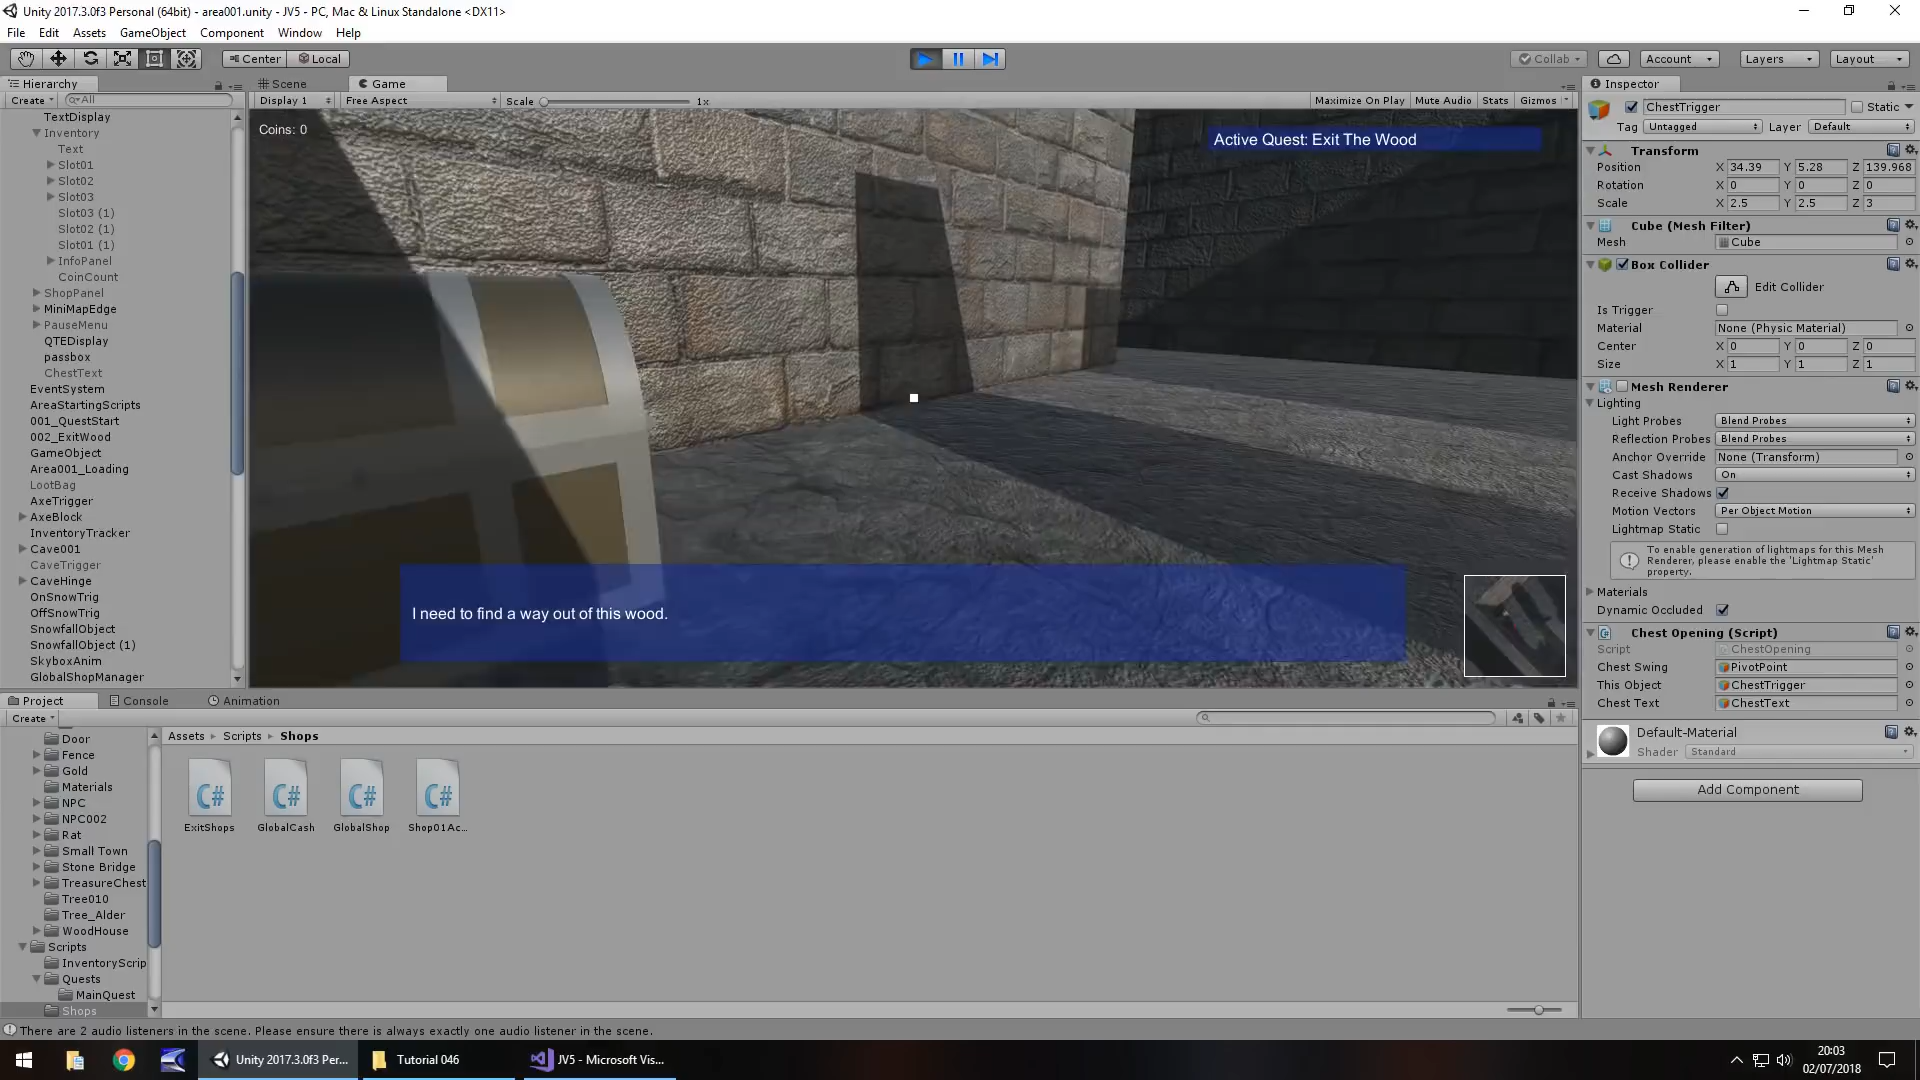 Unity 2017.3.0f3 Personal (64bit) - area001.unity - JV5 - PC, Mac & Linux Standalone <DX11>
File Edit Assets GameObject Component Window Help
Center Local Collab Account Layers Layout
Hierarchy Scene Game Inspector
Create All Display 1 Free Aspect Scale 1x Maximize On Play Mute Audio Stats Gizmos
TextDisplay
Inventory
Text
Slot01
Slot02
Slot03
Slot03 (1)
Slot02 (1)
Slot01 (1)
InfoPanel
CoinCount
ShopPanel
MiniMapEdge
PauseMenu
QTEDisplay
passbox
ChestText
EventSystem
AreaStartingScripts
001_QuestStart
002_ExitWood
GameObject
Area001_Loading
LootBag
AxeTrigger
AxeBlock
InventoryTracker
Cave001
CaveTrigger
CaveHinge
OnSnowTrig
OffSnowTrig
SnowfallObject
SnowfallObject (1)
SkyboxAnim
GlobalShopManager
Coins: 0
Active Quest: Exit The Wood
I need to find a way out of this wood.
ChestTrigger Static
Tag Untagged Layer Default
Transform
Position X 34.39 Y 5.28 Z 139.968
Rotation X 0 Y 0 Z 0
Scale X 2.5 Y 2.5 Z 3
Cube (Mesh Filter)
Mesh Cube
Box Collider
Edit Collider
Is Trigger
Material None (Physic Material)
Center X 0 Y 0 Z 0
Size X 1 Y 1 Z 1
Mesh Renderer
Lighting
Light Probes Blend Probes
Reflection Probes Blend Probes
Anchor Override None (Transform)
Cast Shadows On
Receive Shadows
Motion Vectors Per Object Motion
Lightmap Static
To enable generation of lightmaps for this Mesh
Renderer, please enable the 'Lightmap Static'
property.
Materials
Dynamic Occluded
Chest Opening (Script)
Script ChestOpening
Chest Swing PivotPoint
This Object ChestTrigger
Chest Text ChestText
Default-Material
Shader Standard
Add Component
Project Console Animation
Create
Door
Fence
Gold
Materials
NPC
NPC002
Rat
Small Town
Stone Bridge
TreasureChest
Tree010
Tree_Alder
WoodHouse
Scripts
InventoryScrip
Quests
MainQuest
Shops
Assets Scripts Shops
C# C# C# C#
ExitShops GlobalCash GlobalShop Shop01Ac...
There are 2 audio listeners in the scene. Please ensure there is always exactly one audio listener in the scene.
Unity 2017.3.0f3 Per... Tutorial 046 JV5 - Microsoft Vis...
20:03
02/07/2018